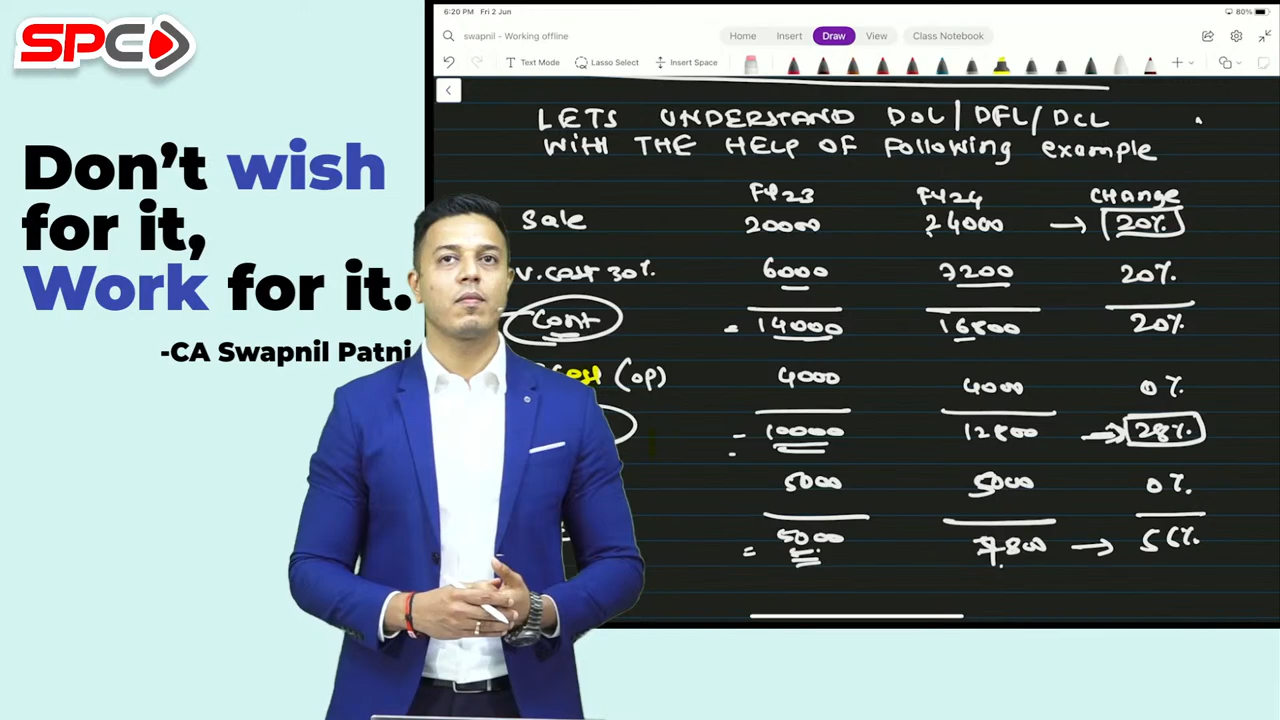 SPC
Don't wish
for it,
Work for it.
-CA Swapnil Patni
6:20 PM Fri 2 Jun
80%
swapnil - Working offline
Home Insert Draw View Class Notebook
Text Mode Lasso Select Insert Space
LETS UNDERSTAND DOL/DFL/DCL
WITH THE HELP OF Following example
FY23 FY24 CHANGE
Sale 20000 24000 → 20%
V.cost 30% 6000 7200 20%
Cont = 14000 16800 20%
cost (op) 4000 4000 0%
= 10000 12800 → 28%
5000 5000 0%
= 5000 7800 → 56%